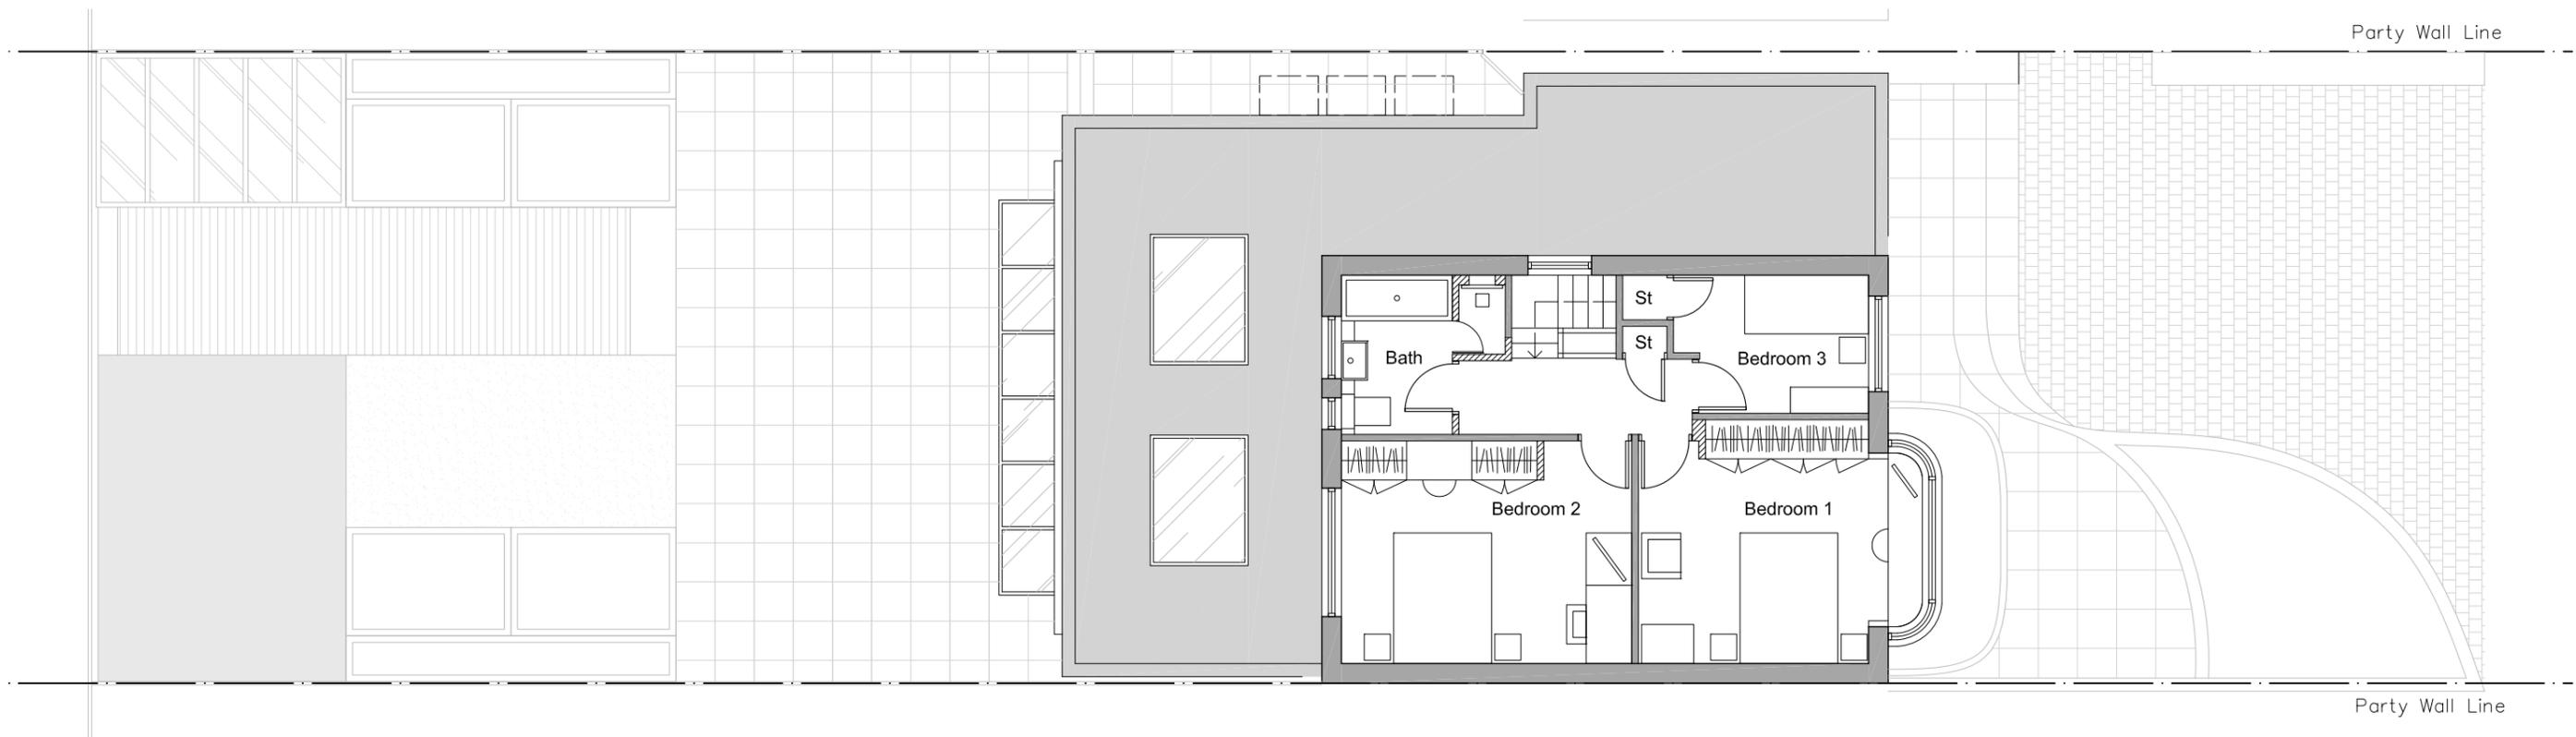 Party Wall Line
St
St
Bath
Bedroom 3
Bedroom 2
Bedroom 1
Party Wall Line